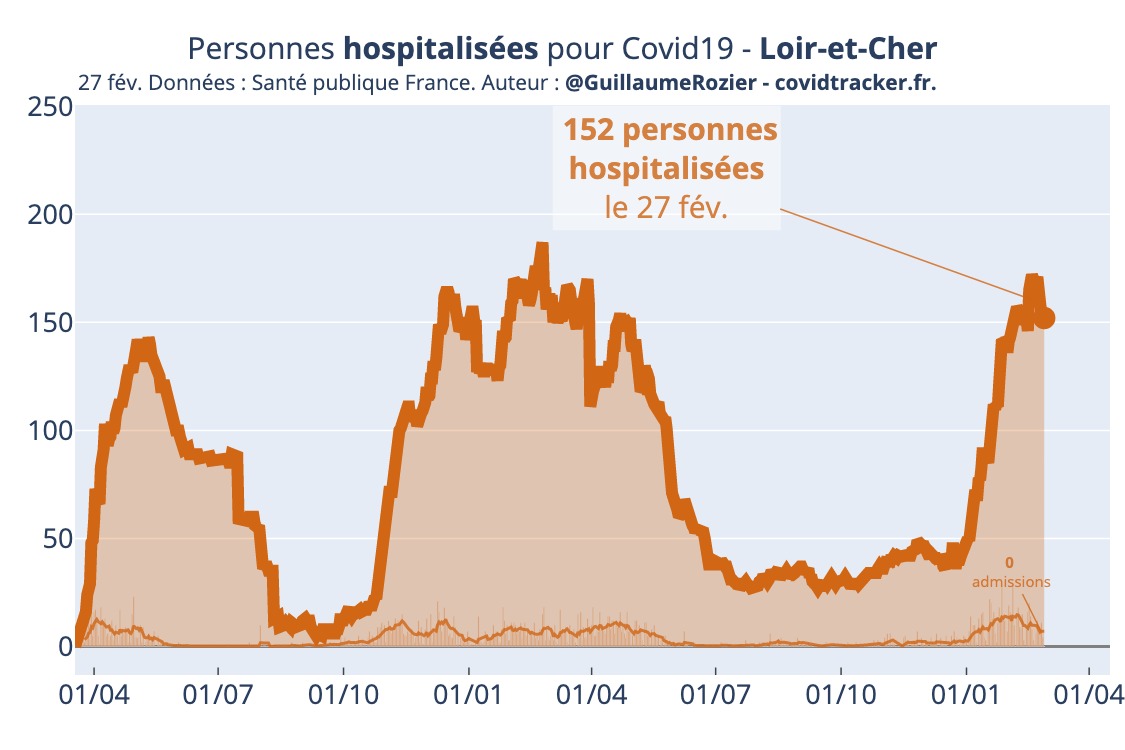 Personnes hospitalisées pour Covid19 - Loir-et-Cher
27 fév. Données : Santé publique France. Auteur : @GuillaumeRozier - covidtracker.fr.
250
152 personnes
hospitalisées
le 27 fév.
200
150
100
50
0
admissions
0
01/04 01/07 01/10 01/01 01/04 01/07 01/10 01/01 01/04